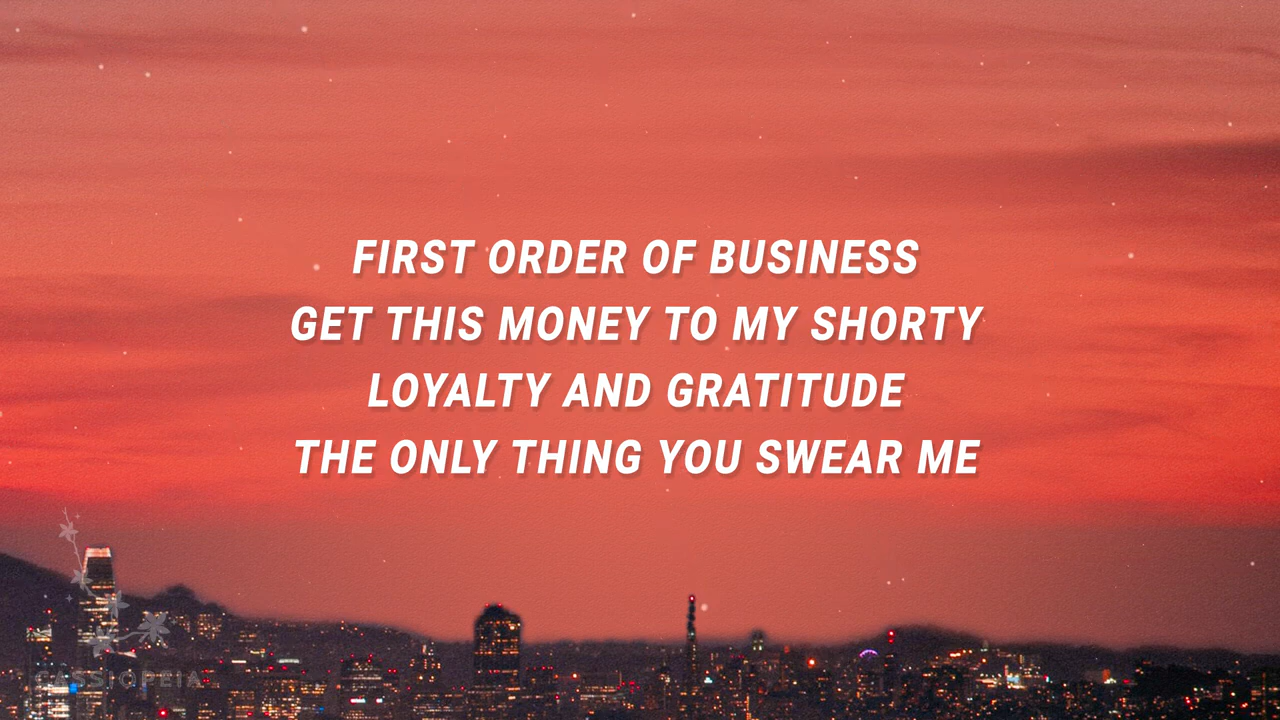 FIRST ORDER OF BUSINESS
GET THIS MONEY TO MY SHORTY
LOYALTY AND GRATITUDE
THE ONLY THING YOU SWEAR ME
CASSIOPEIA